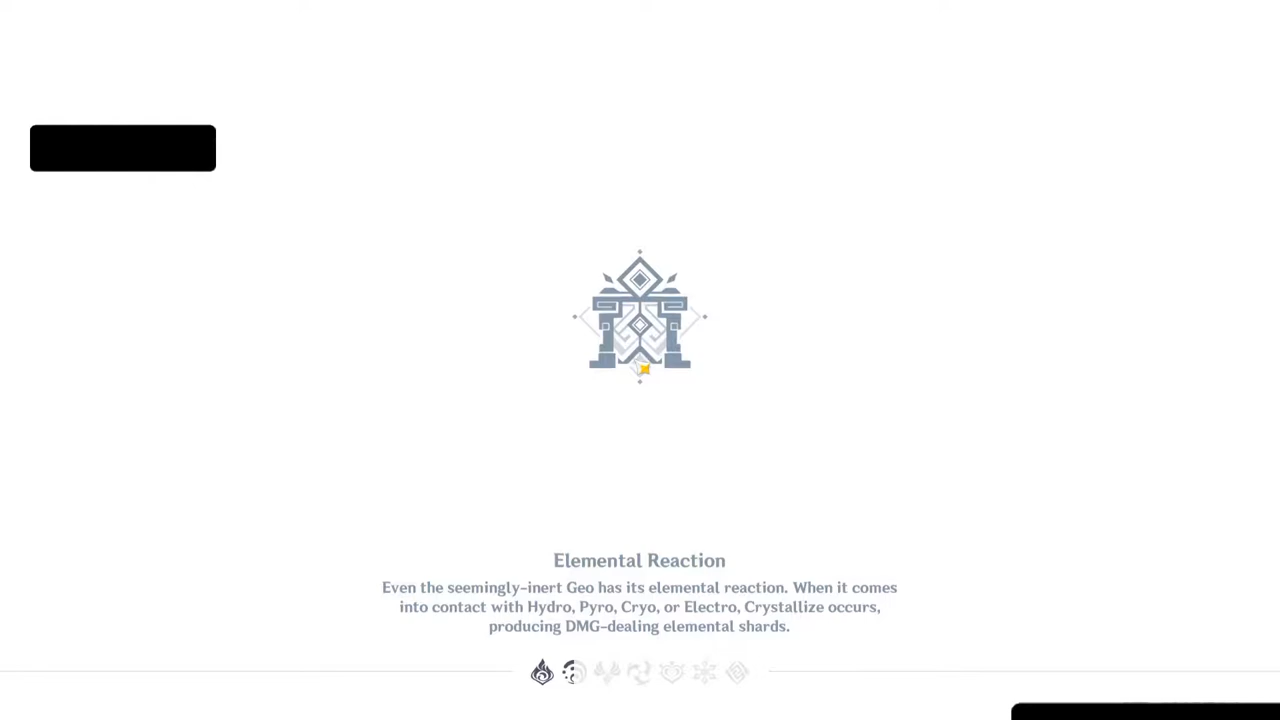 Elemental Reaction
Even the seemingly-inert Geo has its elemental reaction. When it comes
into contact with Hydro, Pyro, Cryo, or Electro, Crystallize occurs,
producing DMG-dealing elemental shards.